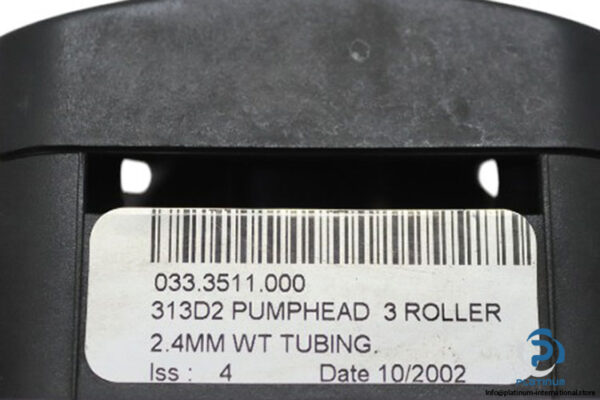 033.3511.000
313D2 PUMPHEAD 3 ROLLER
2.4MM WT TUBING.
Iss : 4 Date 10/2002
PLATINUM
INTERNATIONAL
info@platinum-international.store